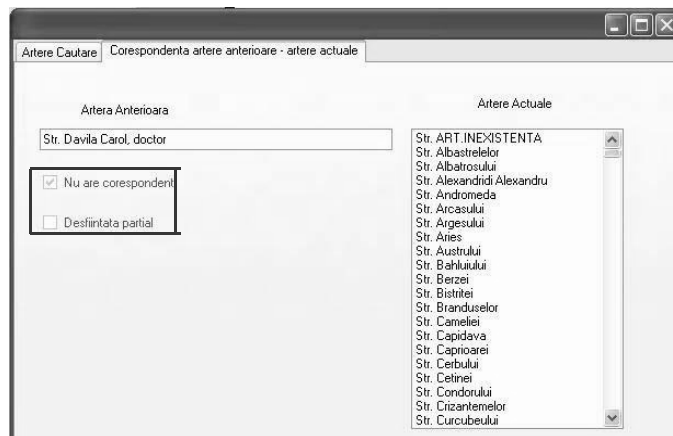 Artere Cautare
Corespondenta artere anterioare - artere actuale
Artera Anterioara
Str. Davila Carol, doctor
Nu are corespondent
Desfiintata partial
Artere Actuale
Str. ART.INEXISTENTA
Str. Albastrelelor
Str. Albatrosului
Str. Alexandridi Alexandru
Str. Andromeda
Str. Arcasului
Str. Argesului
Str. Aries
Str. Austrului
Str. Bahluiului
Str. Berzei
Str. Bistritei
Str. Branduselor
Str. Cameliei
Str. Capidava
Str. Caprioarei
Str. Cerbului
Str. Cetinei
Str. Condorului
Str. Crizantemelor
Str. Curcubeului